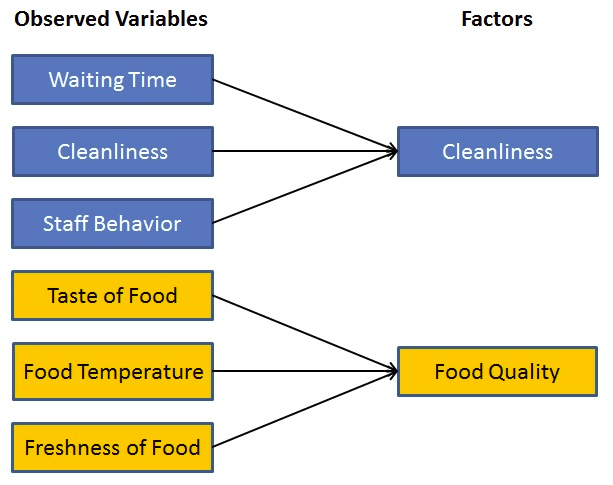 Observed Variables
Factors
Waiting Time
Cleanliness
Cleanliness
Staff Behavior
Taste of Food
Food Temperature
Food Quality
Freshness of Food